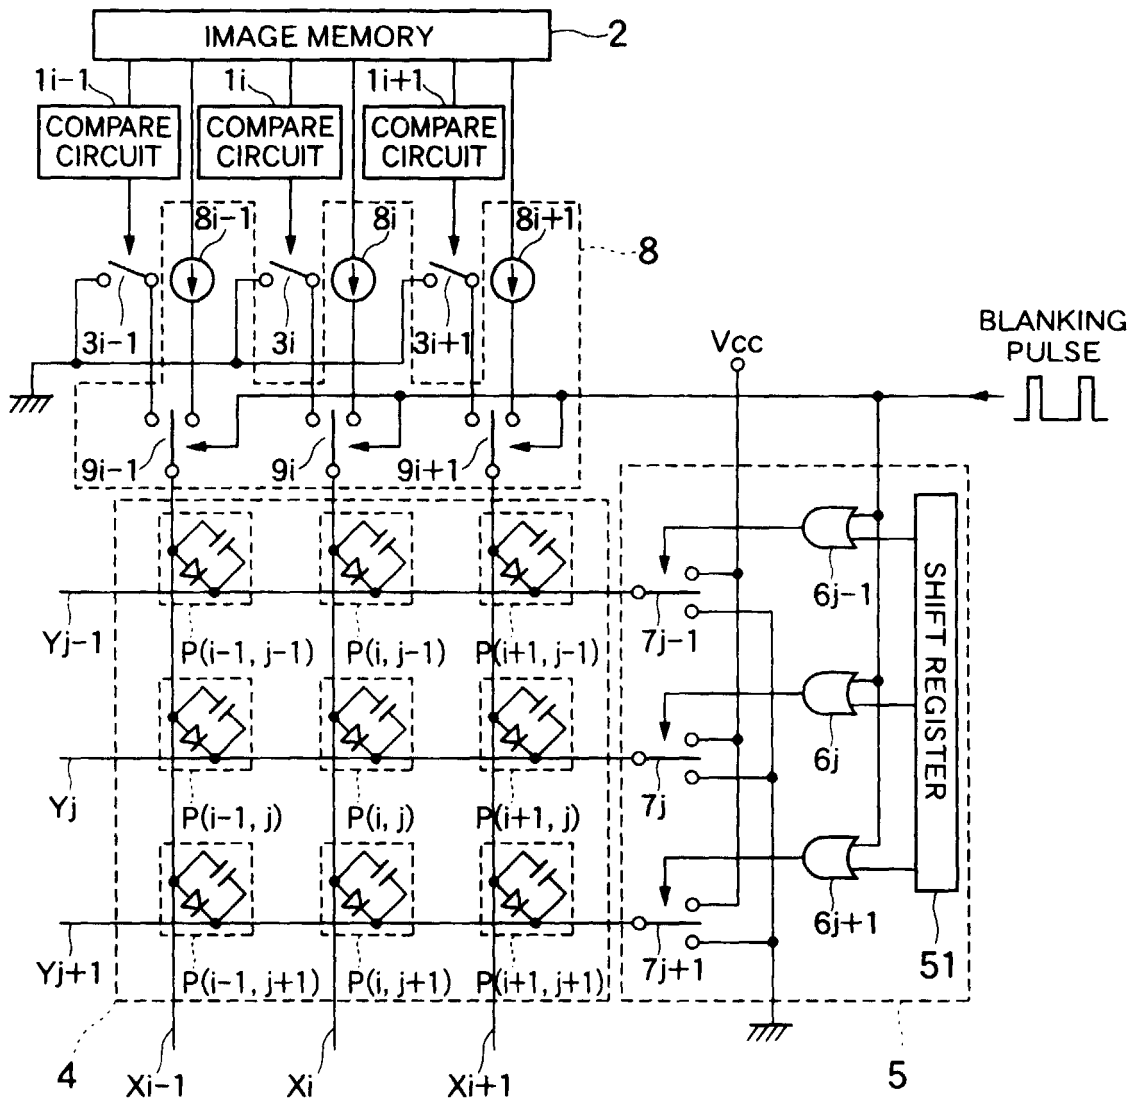 IMAGE MEMORY
2
1i-1
1i
1i+1
COMPARE CIRCUIT
COMPARE CIRCUIT
COMPARE CIRCUIT
8i-1
8i
8i+1
8
3i-1
3i
3i+1
Vcc
BLANKING
PULSE
9i-1
9i
9i+1
6j-1
Yj-1
P(i-1, j-1)
P(i, j-1)
P(i+1, j-1)
7j-1
SHIFT REGISTER
6j
Yj
P(i-1, j)
P(i, j)
P(i+1, j)
7j
6j+1
Yj+1
P(i-1, j+1)
P(i, j+1)
P(i+1, j+1)
7j+1
51
4
Xi-1
Xi
Xi+1
5